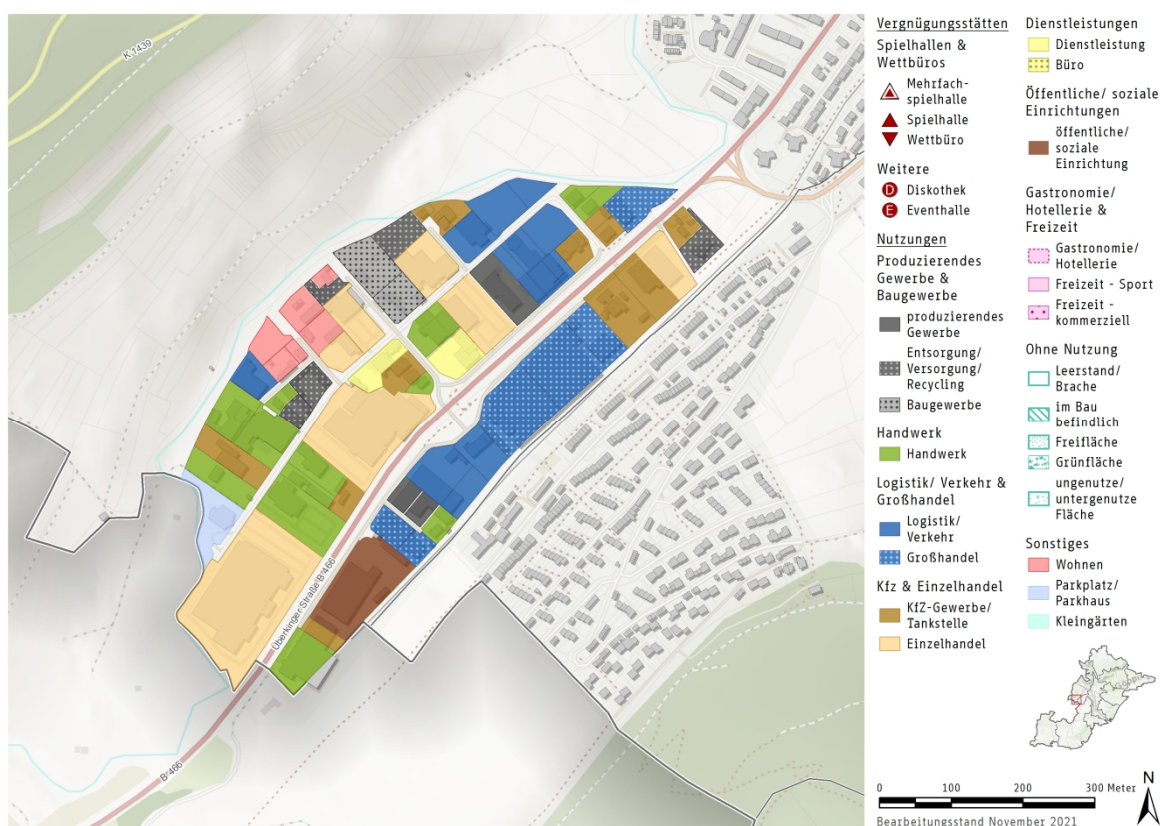 K 1439
Überkinger-Straße B 466
B 466
Vergnügungsstätten
Spielhallen &
Wettbüros
Mehrfach-
spielhalle
Spielhalle
Wettbüro
Weitere
D Diskothek
E Eventhalle
Nutzungen
Produzierendes
Gewerbe &
Baugewerbe
produzierendes
Gewerbe
Entsorgung/
Versorgung/
Recycling
Baugewerbe
Handwerk
Handwerk
Logistik/ Verkehr &
Großhandel
Logistik/
Verkehr
Großhandel
Kfz & Einzelhandel
KfZ-Gewerbe/
Tankstelle
Einzelhandel
Dienstleistungen
Dienstleistung
Büro
Öffentliche/ soziale
Einrichtungen
öffentliche/
soziale
Einrichtung
Gastronomie/
Hotellerie &
Freizeit
Gastronomie/
Hotellerie
Freizeit - Sport
Freizeit -
kommerziell
Ohne Nutzung
Leerstand/
Brache
im Bau
befindlich
Freifläche
Grünfläche
ungenutze/
untergenutze
Fläche
Sonstiges
Wohnen
Parkplatz/
Parkhaus
Kleingärten
0 100 200 300 Meter
N
Bearbeitungsstand November 2021